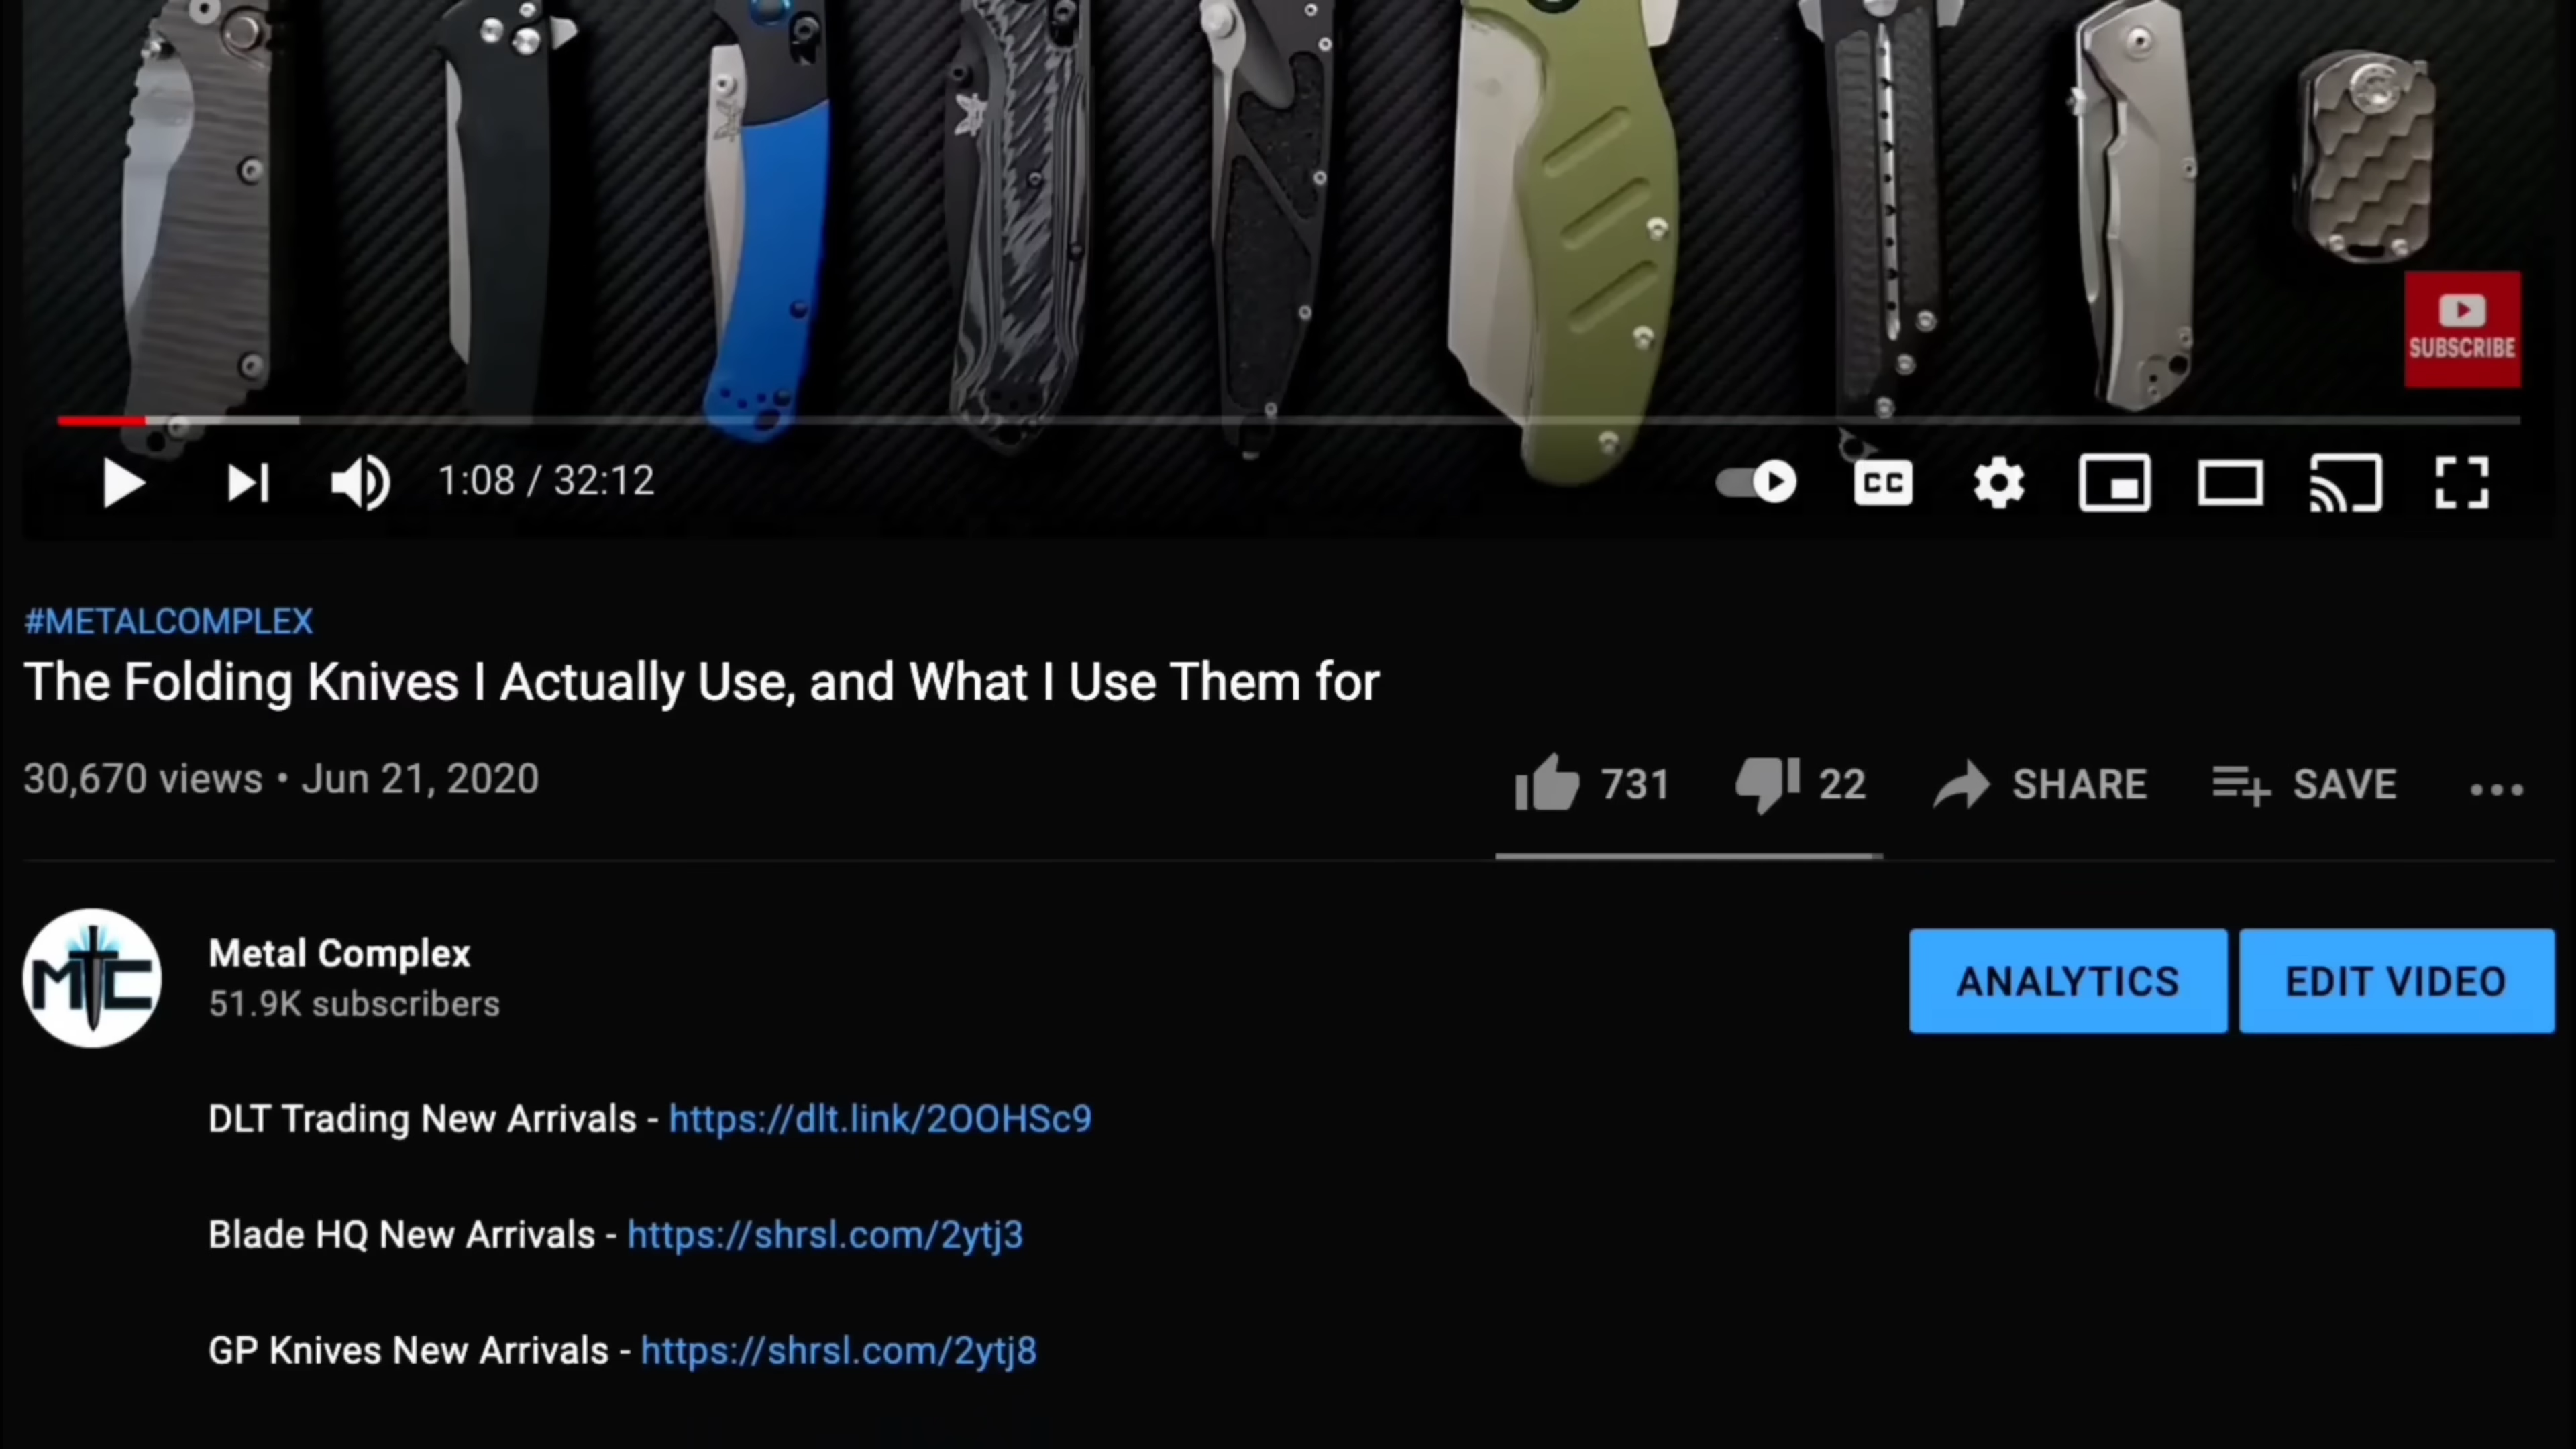 SUBSCRIBE
1:08 / 32:12
CC
#METALCOMPLEX
The Folding Knives I Actually Use, and What I Use Them for
30,670 views • Jun 21, 2020
731
22
SHARE
SAVE
MTC
Metal Complex
51.9K subscribers
ANALYTICS
EDIT VIDEO
DLT Trading New Arrivals - https://dlt.link/2OOHSc9
Blade HQ New Arrivals - https://shrsl.com/2ytj3
GP Knives New Arrivals - https://shrsl.com/2ytj8